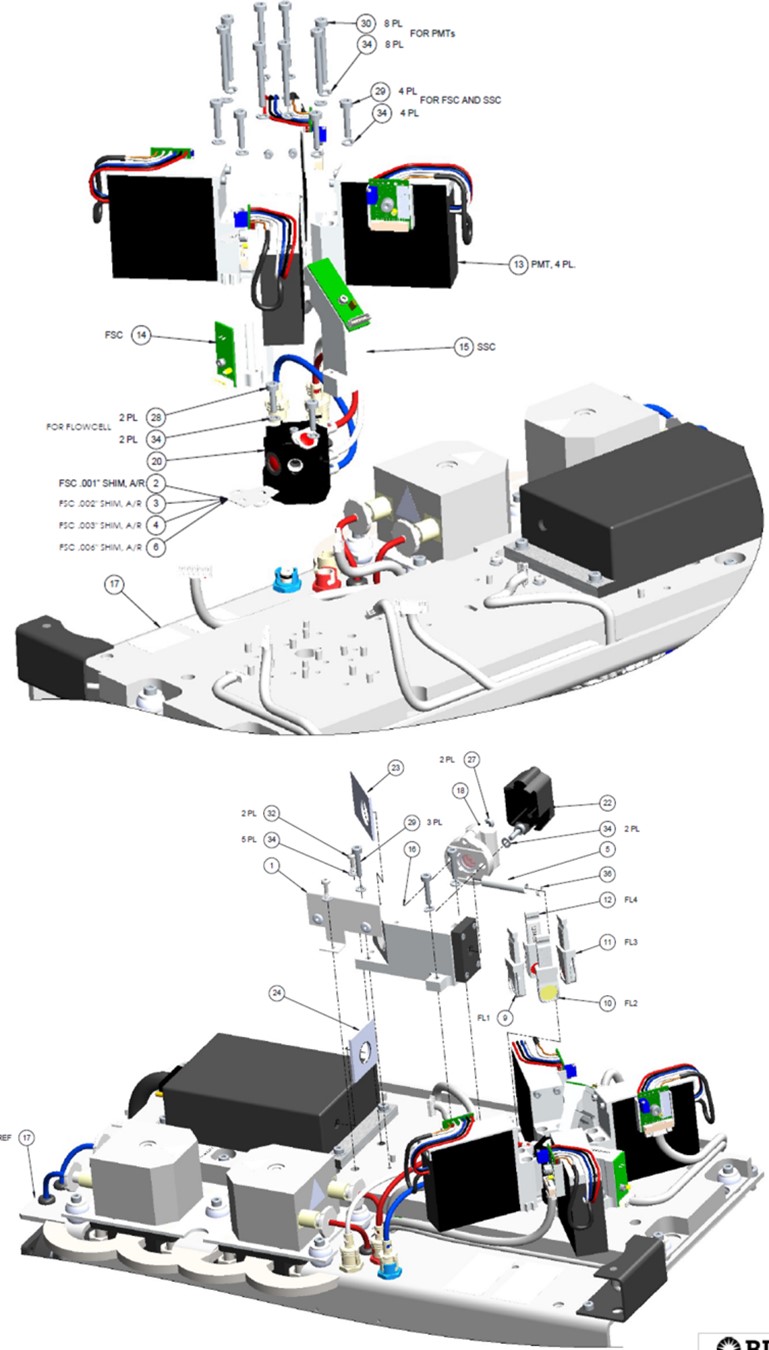 30 8 PL
FOR PMTs
34 8 PL
29 4 PL
FOR FSC AND SSC
34 4 PL
13 PMT, 4 PL.
FSC 14
15 SSC
2 PL 28
FOR FLOWCELL
2 PL 34
20
FSC .001" SHIM, A/R 2
FSC .002" SHIM, A/R 3
FSC .003" SHIM, A/R 4
FSC .006" SHIM, A/R 6
17
23
2 PL 27
18
22
2 PL 32
29 3 PL
34 2 PL
5 PL 34
16
5
1
36
12 FL4
11 FL3
24
10 FL2
FL1 9
REF 17